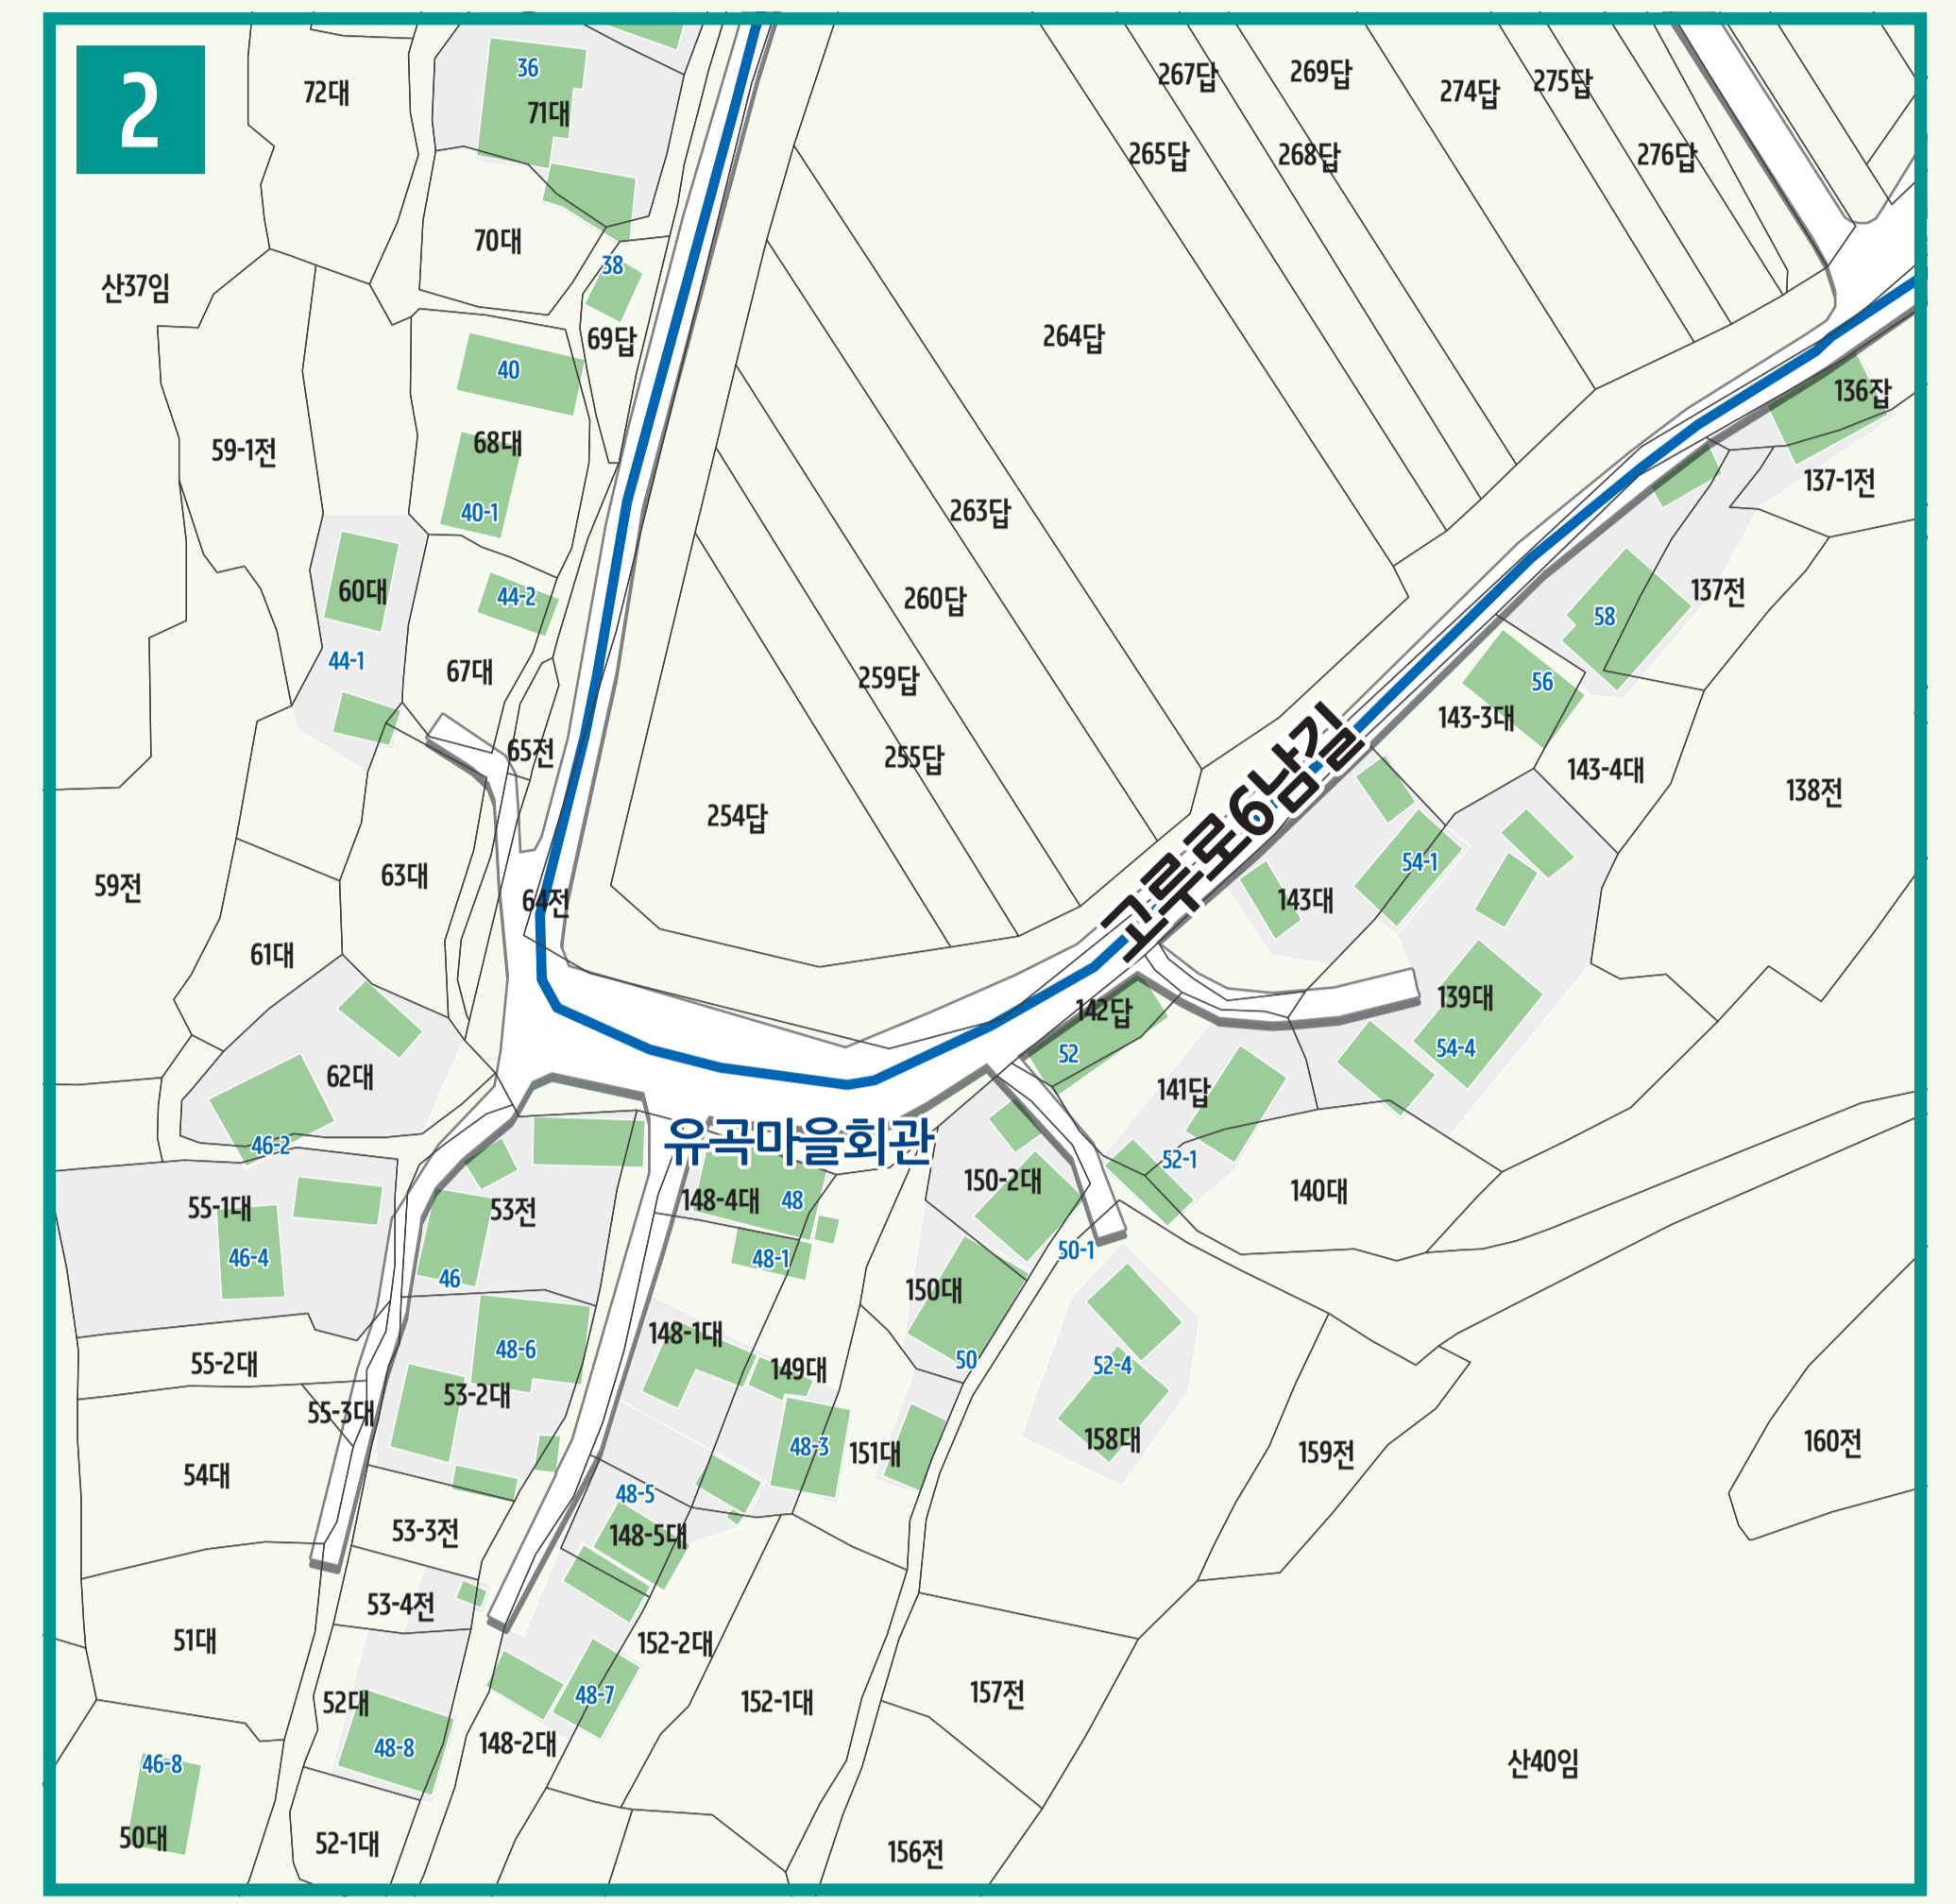 2
36
72대
71대
267답
269답
274답
275답
265답
268답
276답
70대
38
산37임
69답
264답
40
136잡
59-1전
68대
137-1전
40-1
263답
60대
44-2
260답
137전
58
44-1
67대
259답
56
143-3대
65전
255답
143-4대
138전
254답
고루로6남길
54-1
63대
59전
64전
143대
61대
139대
142답
54-4
52
62대
141답
46-2
유곡마을회관
52-1
150-2대
140대
55-1대
53전
148-4대
48
46-4
48-1
50-1
46
150대
48-6
148-1대
50
55-2대
149대
52-4
53-2대
55-3대
48-3
151대
158대
159전
160전
54대
48-5
53-3전
148-5대
53-4전
51대
152-2대
48-7
157전
52대
152-1대
148-2대
48-8
46-8
산40임
50대
52-1대
156전